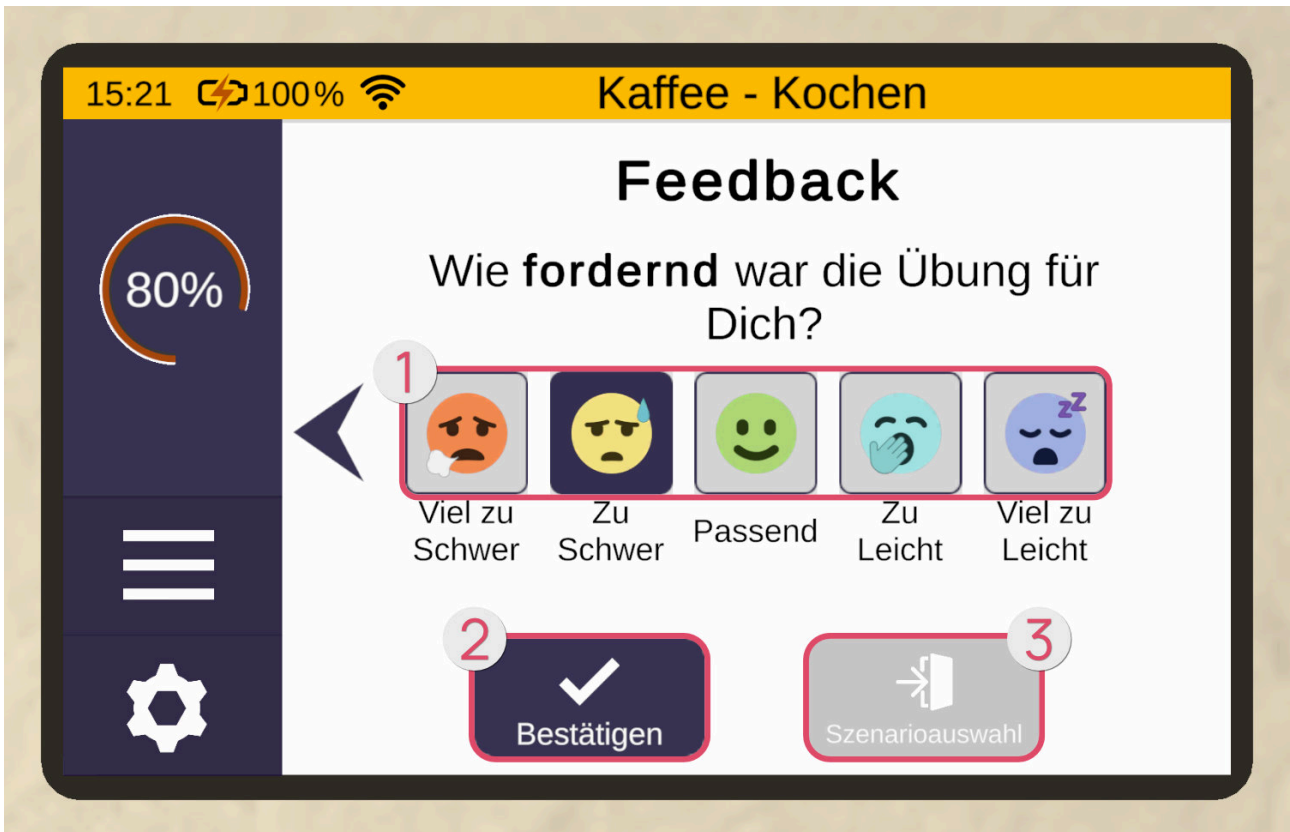 15:21 100% Kaffee - Kochen
Feedback
80%
Wie fordernd war die Übung für
Dich?
1
zZ
Viel zu
Schwer
Zu
Schwer
Passend
Zu
Leicht
Viel zu
Leicht
2
Bestätigen
3
Szenarioauswahl